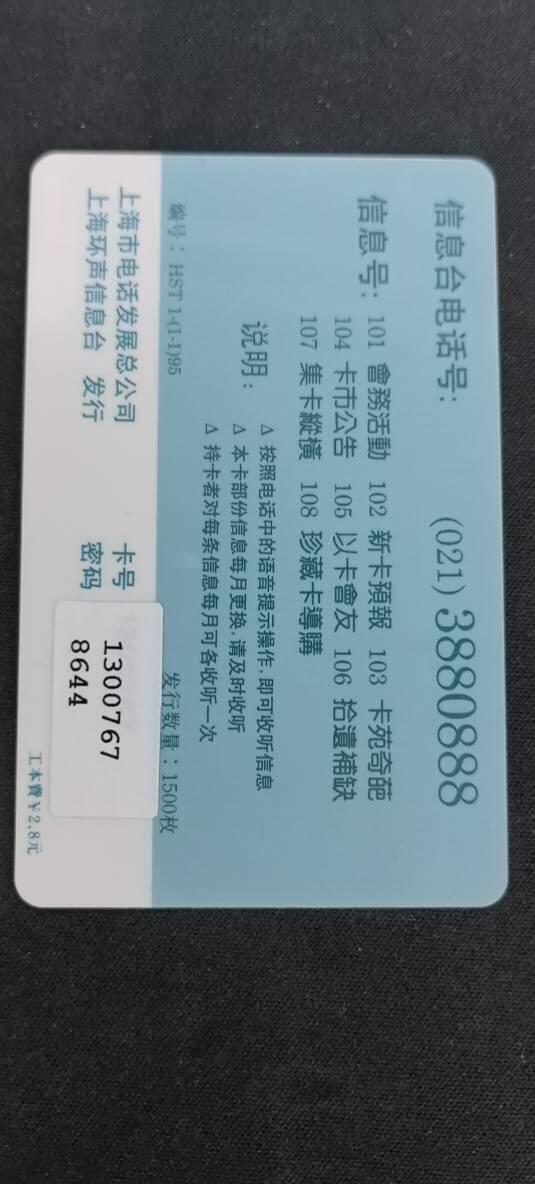 信息台电话号: (021) 3880888
信息号: 101 會務活動 102 新卡預報 103 卡苑奇葩
104 卡市公告 105 以卡會友 106 拾遺補缺
107 集卡縱橫 108 珍藏卡導購
说明: Δ 按照电话中的语音提示操作,即可收听信息
Δ 本卡部份信息每月更换,请及时收听
Δ 持卡者对每条信息每月可各收听一次
编号: HST 1-(1-1)95 发行数量:1500枚
上海市电话发展总公司
上海环声信息台 发行
卡号 1300767
密码 8644
工本費¥2.8元